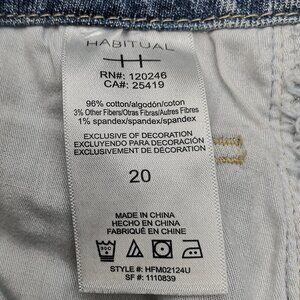 HABITUAL
H
RN#: 120246
CA#: 25419
96% cotton/algodón/coton
3% Other Fibers/Otras Fibras/Autres Fibres
1% spandex/spandex/spandex
EXCLUSIVE OF DECORATION
EXCLUYENDO PARA DECORACIÓN
EXCLUSIVEMENT DE DÉCORATION
20
MADE IN CHINA
HECHO EN CHINA
FABRIQUÉ EN CHINE
STYLE #: HFM02124U
SF #: 1110839